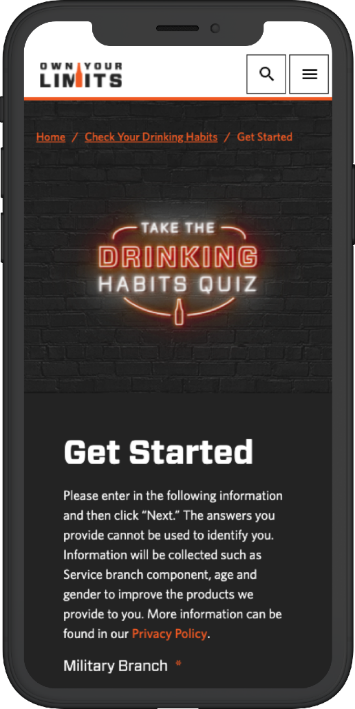 OWN YOUR
LIMITS
Home / Check Your Drinking Habits / Get Started
TAKE THE
DRINKING
HABITS QUIZ
Get Started
Please enter in the following information
and then click “Next.” The answers you
provide cannot be used to identify you.
Information will be collected such as
Service branch component, age and
gender to improve the products we
provide to you. More information can be
found in our Privacy Policy.
Military Branch *